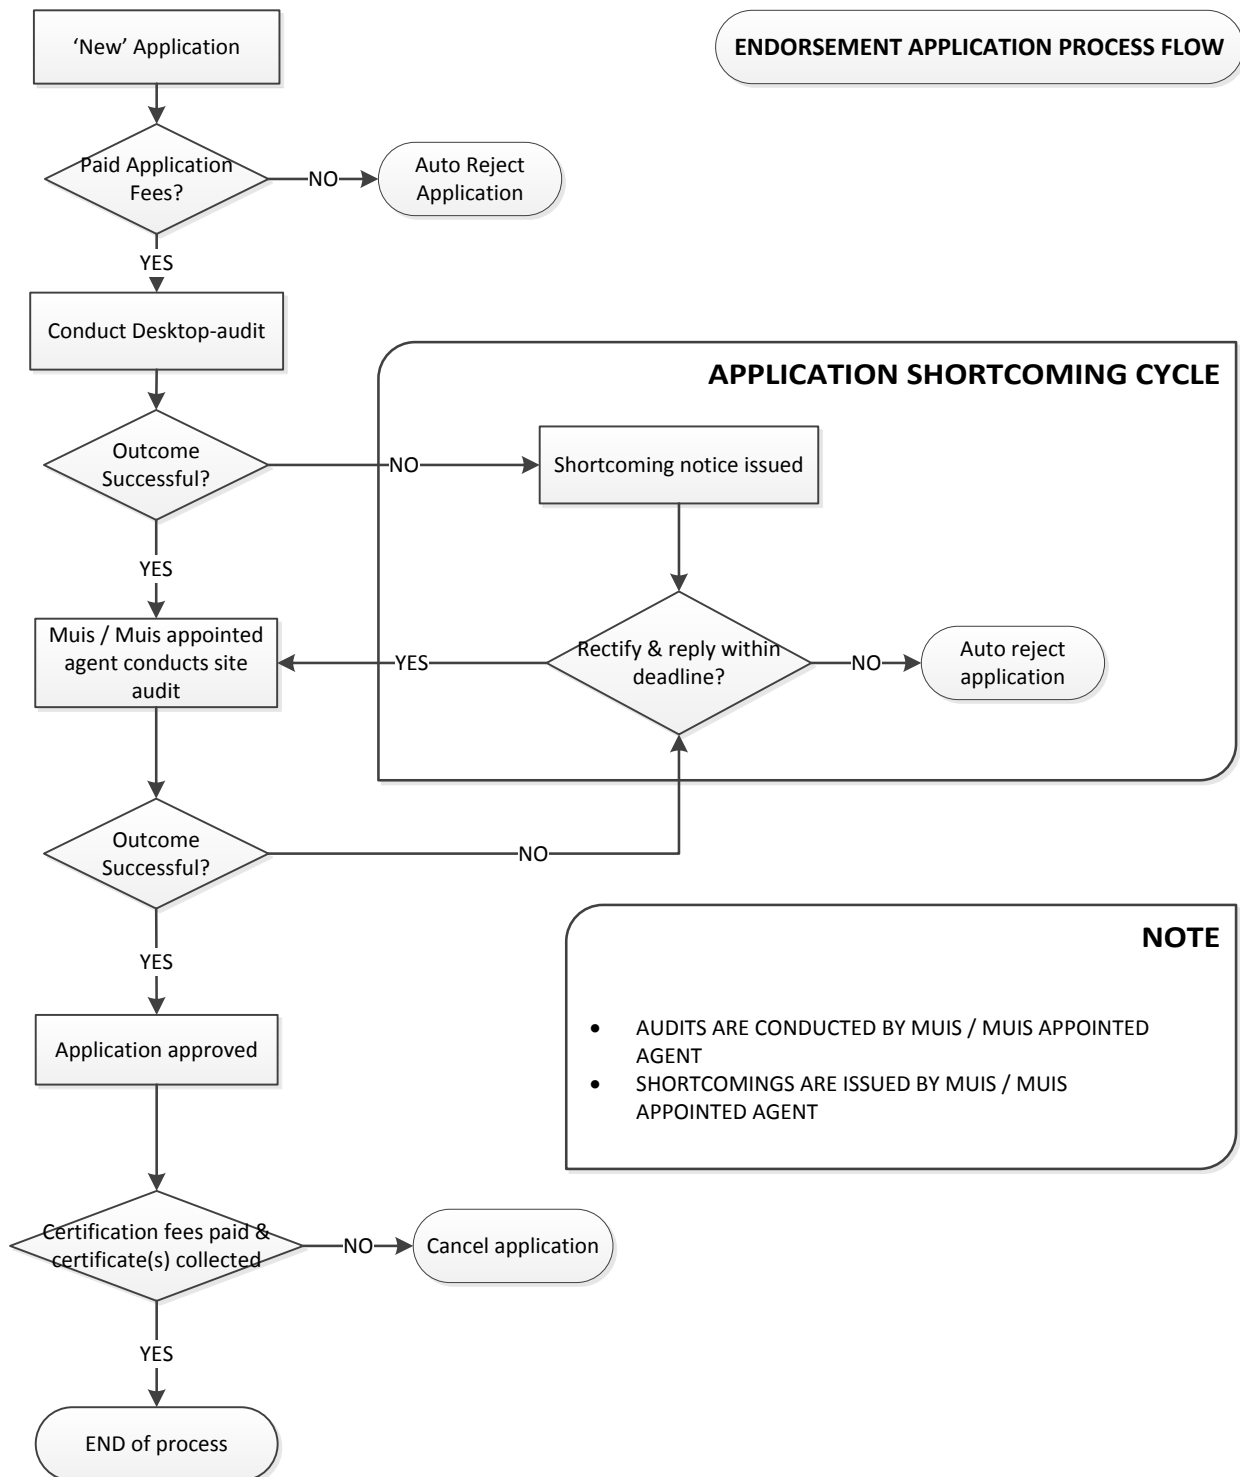 ‘New’ Application
ENDORSEMENT APPLICATION PROCESS FLOW
Paid Application
Fees?
NO
Auto Reject
Application
YES
Conduct Desktop-audit
APPLICATION SHORTCOMING CYCLE
Outcome
Successful?
NO
Shortcoming notice issued
YES
Muis / Muis appointed
agent conducts site
audit
YES
Rectify & reply within
deadline?
NO
Auto reject
application
Outcome
Successful?
NO
NOTE
YES
• AUDITS ARE CONDUCTED BY MUIS / MUIS APPOINTED
AGENT
• SHORTCOMINGS ARE ISSUED BY MUIS / MUIS
APPOINTED AGENT
Application approved
Certification fees paid &
certificate(s) collected
NO
Cancel application
YES
END of process